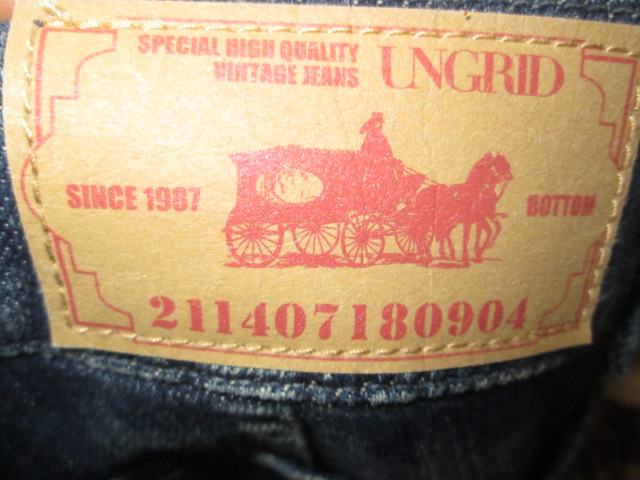 SPECIAL HIGH QUALITY
VINTAGE JEANS
UNGRID
SINCE 1987
BOTTOM
211407180904